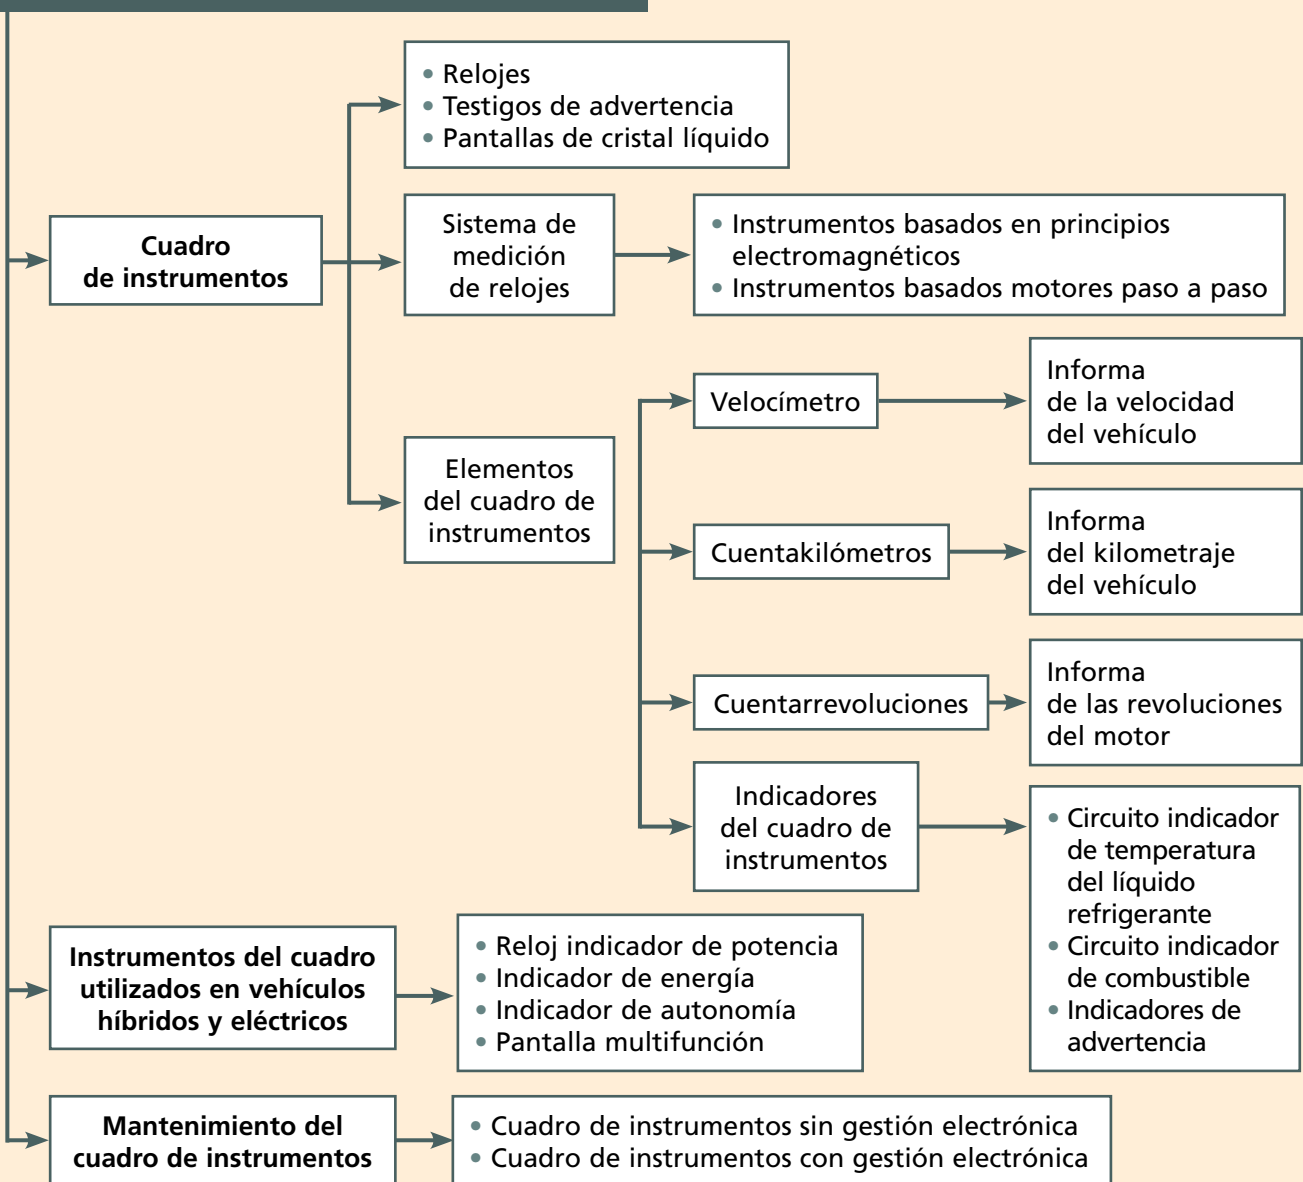 • Relojes
• Testigos de advertencia
• Pantallas de cristal líquido
Cuadro
de instrumentos
Sistema de
medición
de relojes
• Instrumentos basados en principios
electromagnéticos
• Instrumentos basados motores paso a paso
Elementos
del cuadro de
instrumentos
Velocímetro
Informa
de la velocidad
del vehículo
Cuentakilómetros
Informa
del kilometraje
del vehículo
Cuentarrevoluciones
Informa
de las revoluciones
del motor
Indicadores
del cuadro de
instrumentos
• Circuito indicador
de temperatura
del líquido
refrigerante
• Circuito indicador
de combustible
• Indicadores de
advertencia
Instrumentos del cuadro
utilizados en vehículos
híbridos y eléctricos
• Reloj indicador de potencia
• Indicador de energía
• Indicador de autonomía
• Pantalla multifunción
Mantenimiento del
cuadro de instrumentos
• Cuadro de instrumentos sin gestión electrónica
• Cuadro de instrumentos con gestión electrónica